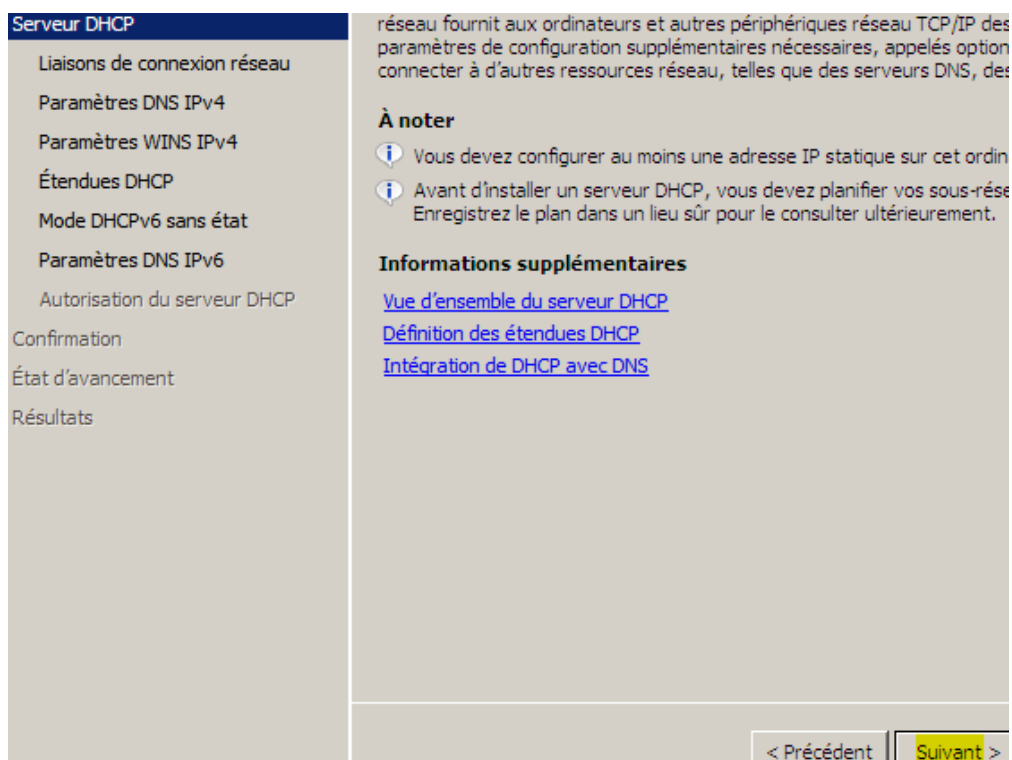 Serveur DHCP
Liaisons de connexion réseau
Paramètres DNS IPv4
Paramètres WINS IPv4
Étendues DHCP
Mode DHCPv6 sans état
Paramètres DNS IPv6
Autorisation du serveur DHCP
Confirmation
État d'avancement
Résultats
réseau fournit aux ordinateurs et autres périphériques réseau TCP/IP des
paramètres de configuration supplémentaires nécessaires, appelés option
connecter à d'autres ressources réseau, telles que des serveurs DNS, des
À noter
Vous devez configurer au moins une adresse IP statique sur cet ordin
Avant d'installer un serveur DHCP, vous devez planifier vos sous-rése
Enregistrez le plan dans un lieu sûr pour le consulter ultérieurement.
Informations supplémentaires
Vue d'ensemble du serveur DHCP
Définition des étendues DHCP
Intégration de DHCP avec DNS
< Précédent
Suivant >